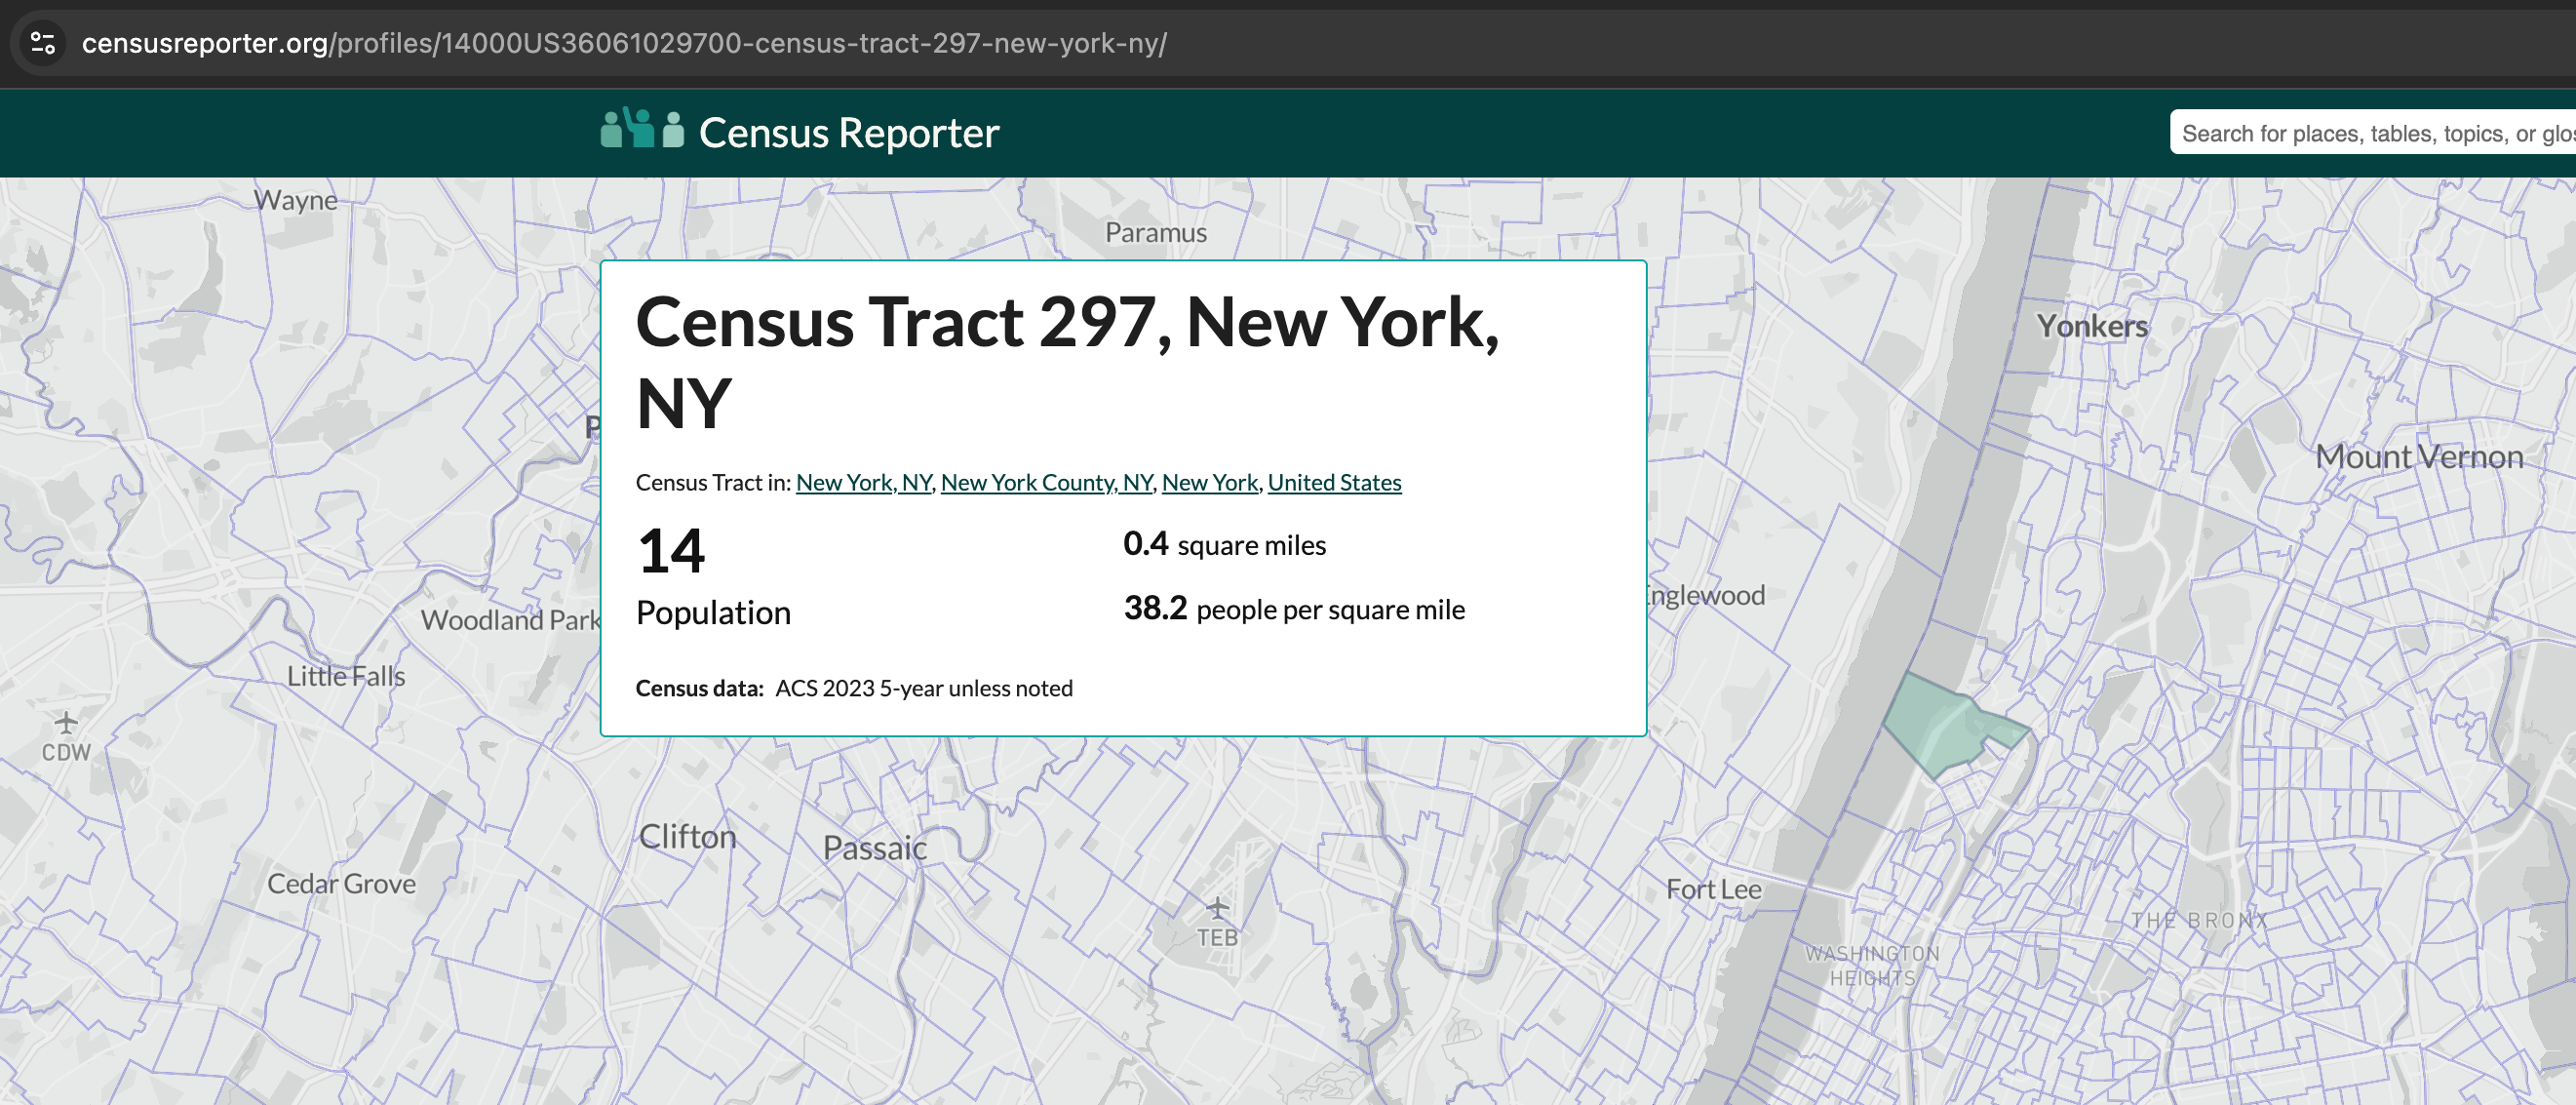 censusreporter.org/profiles/14000US36061029700-census-tract-297-new-york-ny/
Census Reporter
Search for places, tables, topics, or glos
Wayne
Paramus
Census Tract 297, New York,
NY
Yonkers
P
Mount Vernon
Census Tract in: New York, NY, New York County, NY, New York, United States
14
0.4 square miles
Population
38.2 people per square mile
Englewood
Woodland Park
Little Falls
Census data: ACS 2023 5-year unless noted
CDW
Clifton
Passaic
Cedar Grove
Fort Lee
TEB
THE BRONX
WASHINGTON
HEIGHTS